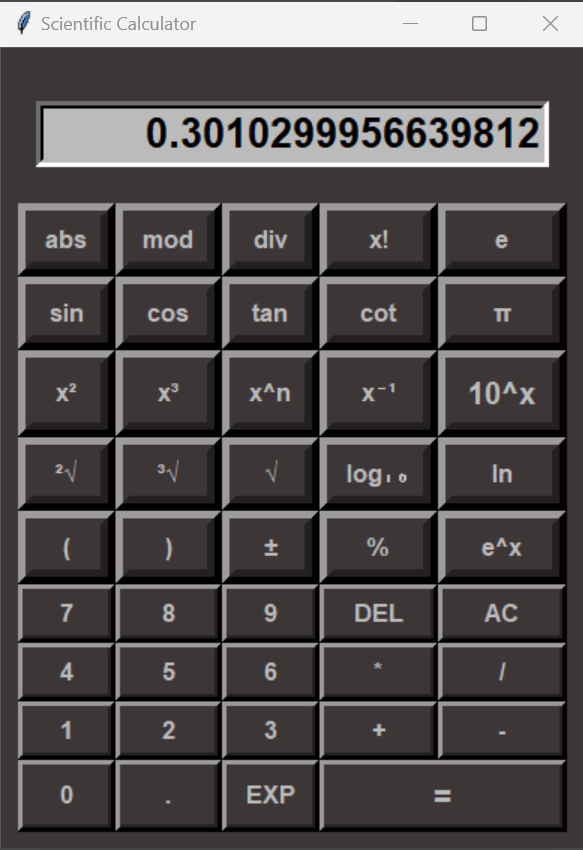 Scientific Calculator
0.3010299956639812
abs mod div x! e
sin cos tan cot π
x² x³ x^n x⁻¹ 10^x
²√ ³√ √ log₁₀ ln
( ) ± % e^x
7 8 9 DEL AC
4 5 6 * /
1 2 3 + -
0 . EXP =